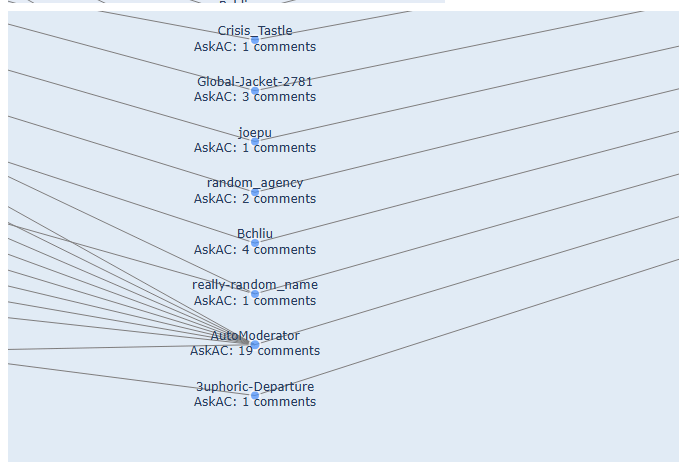 Crisis_Tastle
AskAC: 1 comments
Global-Jacket-2781
AskAC: 3 comments
joepu
AskAC: 1 comments
random_agency
AskAC: 2 comments
Bchliu
AskAC: 4 comments
really-random_name
AskAC: 1 comments
AutoModerator
AskAC: 19 comments
3uphoric-Departure
AskAC: 1 comments